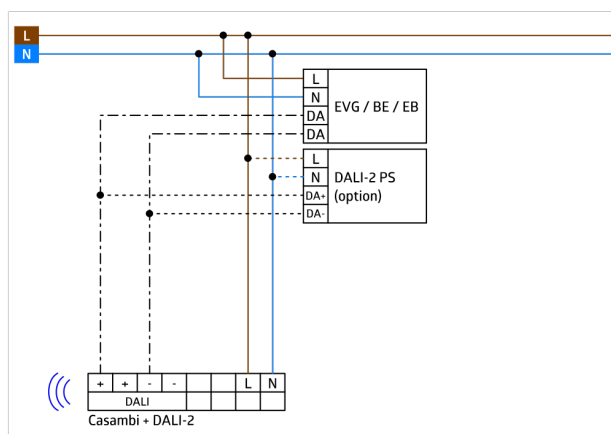 L
N
L
N EVG / BE / EB
DA
DA
L
N DALI-2 PS
DA+ (option)
DA-
+ + - - L N
DALI
Casambi + DALI-2